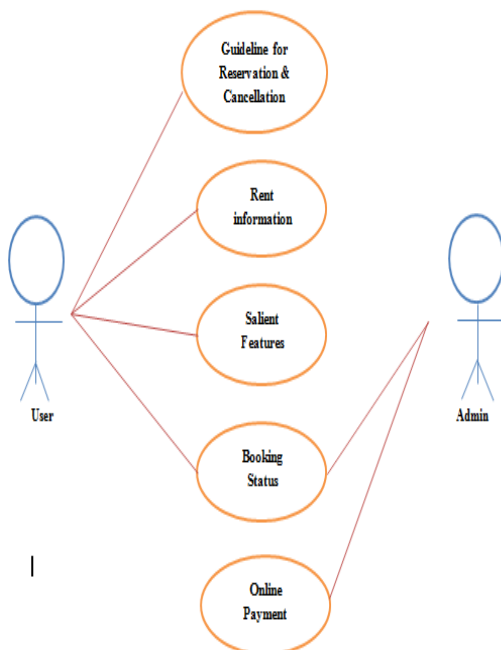 Guideline for
Reservation &
Cancellation
Rent
information
Salient
Features
User
Admin
Booking
Status
Online
Payment